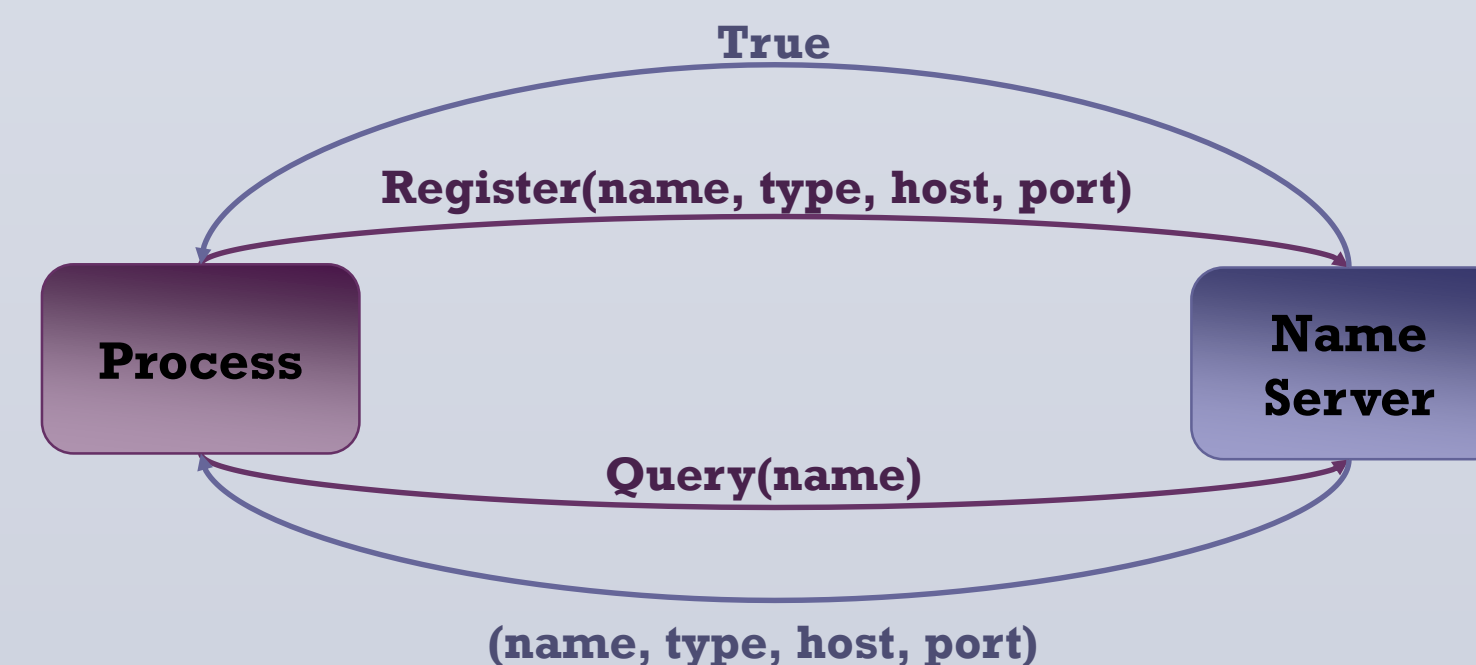 True
Register(name, type, host, port)
Process
Name
Server
Query(name)
(name, type, host, port)